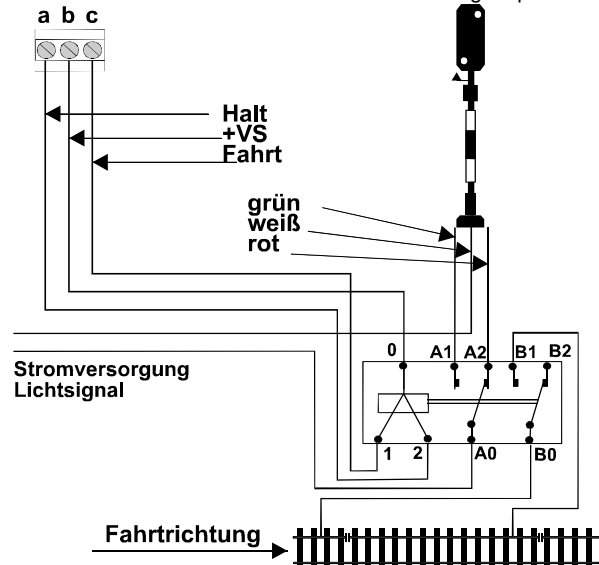 a b c
Halt
+VS
Fahrt
grün
weiß
rot
0 A1 A2 B1 B2
Stromversorgung
Lichtsignal
1 2 A0 B0
Fahrtrichtung